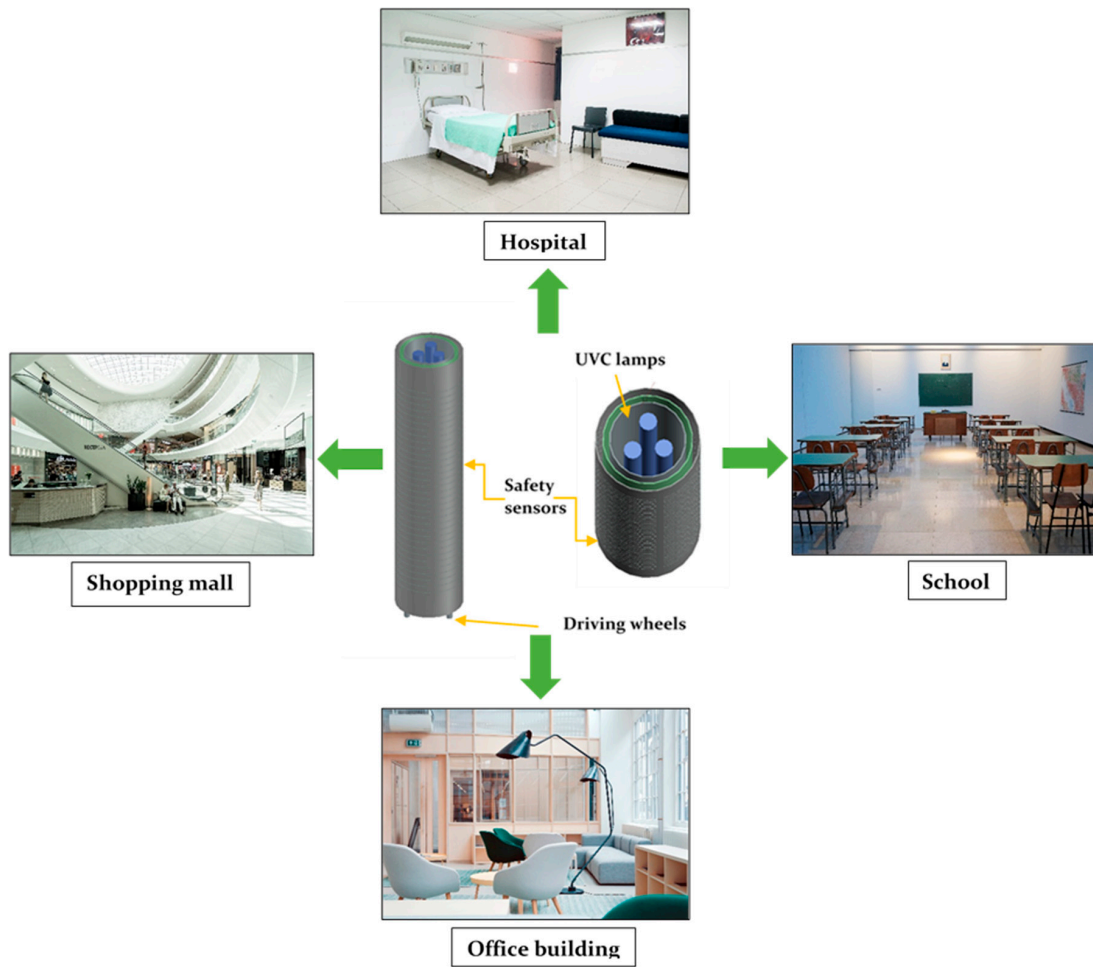 Hospital
UVC lamps
Safety
sensors
Shopping mall
School
Driving wheels
Office building